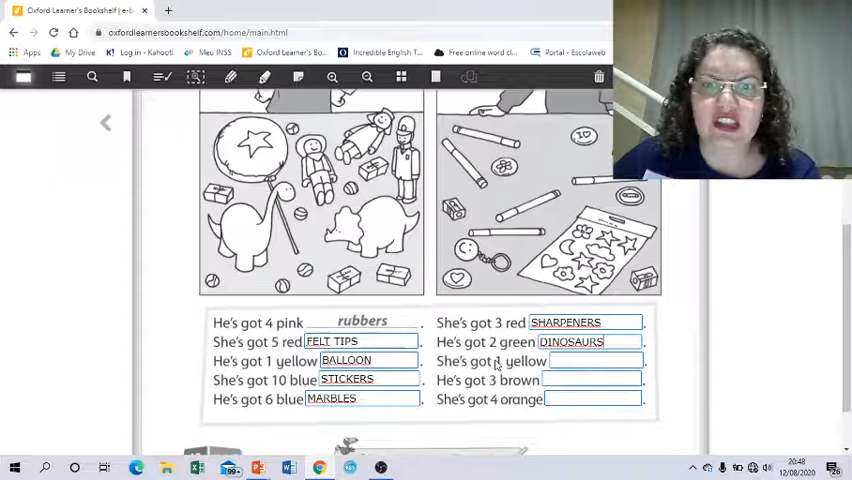 Oxford Learner's Bookshelf | e-b
oxfordlearnersbookshelf.com/home/main.html
Apps
My Drive
Log in - Kahoot!
Meu INSS
Oxford Learner's Bo...
Incredible English T...
Free online cloud c...
Portal – Escolaweb
I
He's got 4 pink rubbers .
She's got 5 red FELT TIPS .
He's got 1 yellow BALLOON .
She's got 10 blue STICKERS .
He's got 6 blue MARBLES .
She's got 3 red SHARPENERS .
He's got 2 green DINOSAURS .
She's got 1 yellow .
He's got 3 brown .
She's got 4 orange .
99+
20:48
12/08/2020
26